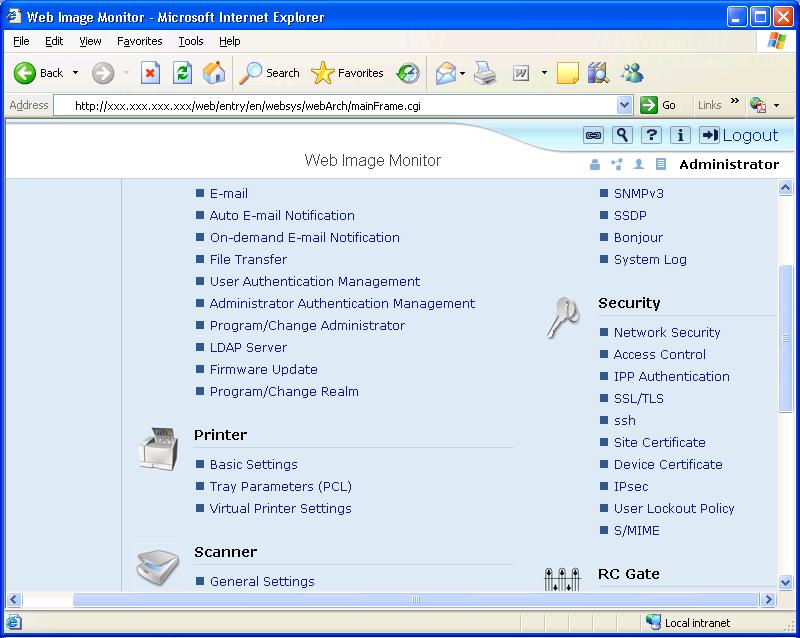 Web Image Monitor - Microsoft Internet Explorer
File Edit View Favorites Tools Help
Back Search Favorites
Address http://xxx.xxx.xxx.xxx/web/entry/en/websys/webArch/mainFrame.cgi Go Links »
? i Logout
Web Image Monitor
Administrator
E-mail
Auto E-mail Notification
On-demand E-mail Notification
File Transfer
User Authentication Management
Administrator Authentication Management
Program/Change Administrator
LDAP Server
Firmware Update
Program/Change Realm
Printer
Basic Settings
Tray Parameters (PCL)
Virtual Printer Settings
Scanner
General Settings
SNMPv3
SSDP
Bonjour
System Log
Security
Network Security
Access Control
IPP Authentication
SSL/TLS
ssh
Site Certificate
Device Certificate
IPsec
User Lockout Policy
S/MIME
RC Gate
Local intranet